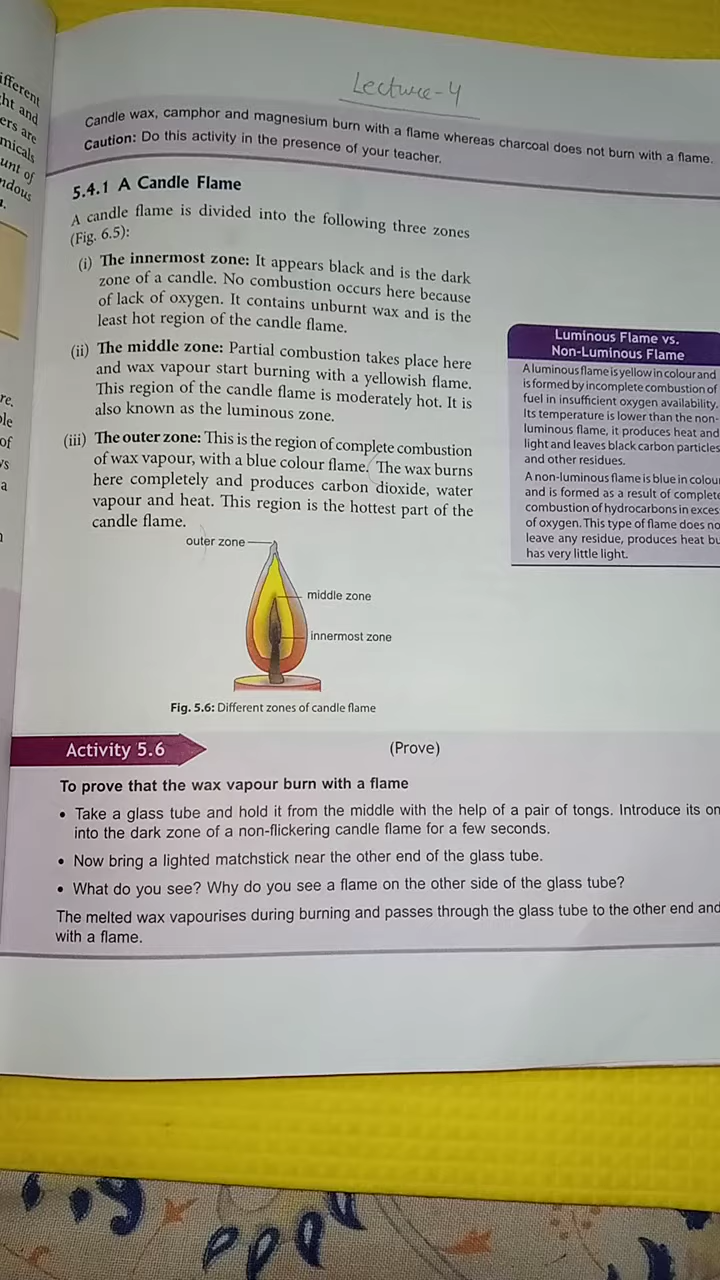 ifferent
ht and
ers are
micals
unt of
ndous
re.
ole
of
vs
a
Lecture-4
Candle wax, camphor and magnesium burn with a flame whereas charcoal does not burn with a flame.
Caution: Do this activity in the presence of your teacher.
5.4.1 A Candle Flame
A candle flame is divided into the following three zones
(Fig. 6.5):
(i) The innermost zone: It appears black and is the dark
zone of a candle. No combustion occurs here because
of lack of oxygen. It contains unburnt wax and is the
least hot region of the candle flame.
(ii) The middle zone: Partial combustion takes place here
and wax vapour start burning with a yellowish flame.
This region of the candle flame is moderately hot. It is
also known as the luminous zone.
(iii) The outer zone: This is the region of complete combustion
of wax vapour, with a blue colour flame. The wax burns
here completely and produces carbon dioxide, water
vapour and heat. This region is the hottest part of the
candle flame.
outer zone
middle zone
innermost zone
Fig. 5.6: Different zones of candle flame
Luminous Flame vs.
Non-Luminous Flame
A luminous flame is yellow in colour and
is formed by incomplete combustion of
fuel in insufficient oxygen availability.
Its temperature is lower than the non-
luminous flame, it produces heat and
light and leaves black carbon particles
and other residues.
A non-luminous flame is blue in colou
and is formed as a result of complete
combustion of hydrocarbons in exces
of oxygen. This type of flame does no
leave any residue, produces heat bu
has very little light.
Activity 5.6
(Prove)
To prove that the wax vapour burn with a flame
• Take a glass tube and hold it from the middle with the help of a pair of tongs. Introduce its on
into the dark zone of a non-flickering candle flame for a few seconds.
• Now bring a lighted matchstick near the other end of the glass tube.
• What do you see? Why do you see a flame on the other side of the glass tube?
The melted wax vapourises during burning and passes through the glass tube to the other end and
with a flame.